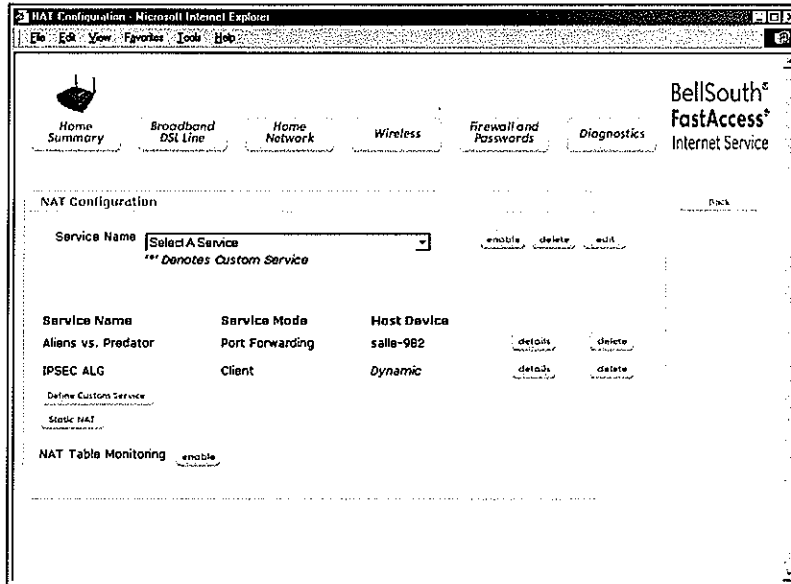 NAT Configuration - Microsoft Internet Explorer
File Edit View Favorites Tools Help
BellSouth®
FastAccess®
Internet Service
Home Summary
Broadband DSL Line
Home Network
Wireless
Firewall and Passwords
Diagnostics
NAT Configuration
Back
Service Name Select A Service enable delete edit
"*" Denotes Custom Service
Service Name Service Mode Host Device
Aliens vs. Predator Port Forwarding salle-982 details delete
IPSEC ALG Client Dynamic details delete
Define Custom Service
Static NAT
NAT Table Monitoring enable